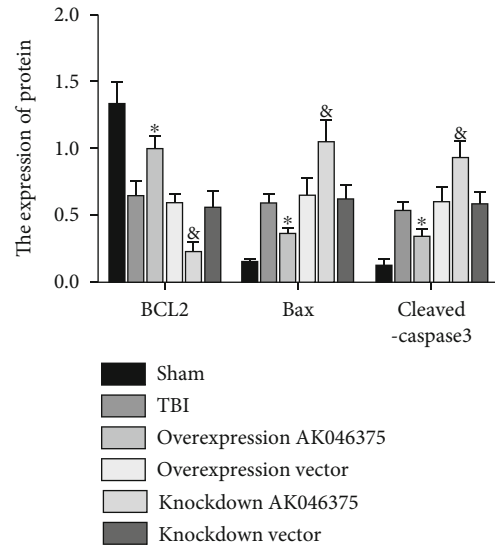 The expression of protein
2.0
1.5
1.0
0.5
0.0
*
&
*
&
*
&
BCL2
Bax
Cleaved
-caspase3
Sham
TBI
Overexpression AK046375
Overexpression vector
Knockdown AK046375
Knockdown vector